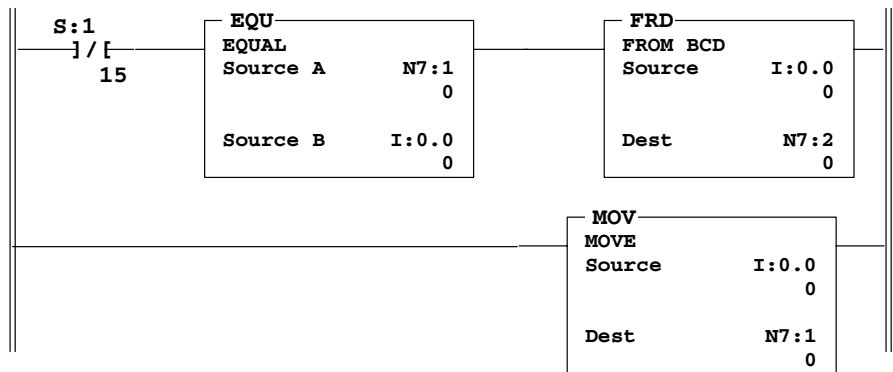 S:1
]/[
15
EQU
EQUAL
Source A N7:1
0
Source B I:0.0
0
FRD
FROM BCD
Source I:0.0
0
Dest N7:2
0
MOV
MOVE
Source I:0.0
0
Dest N7:1
0